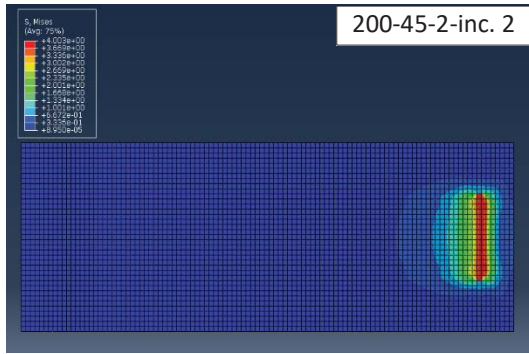 S, Mises
(Avg: 75%)
+4.003e+00
+3.669e+00
+3.336e+00
+3.002e+00
+2.669e+00
+2.335e+00
+2.001e+00
+1.668e+00
+1.334e+00
+1.001e+00
+6.672e-01
+3.336e-01
+8.950e-05
200-45-2-inc. 2